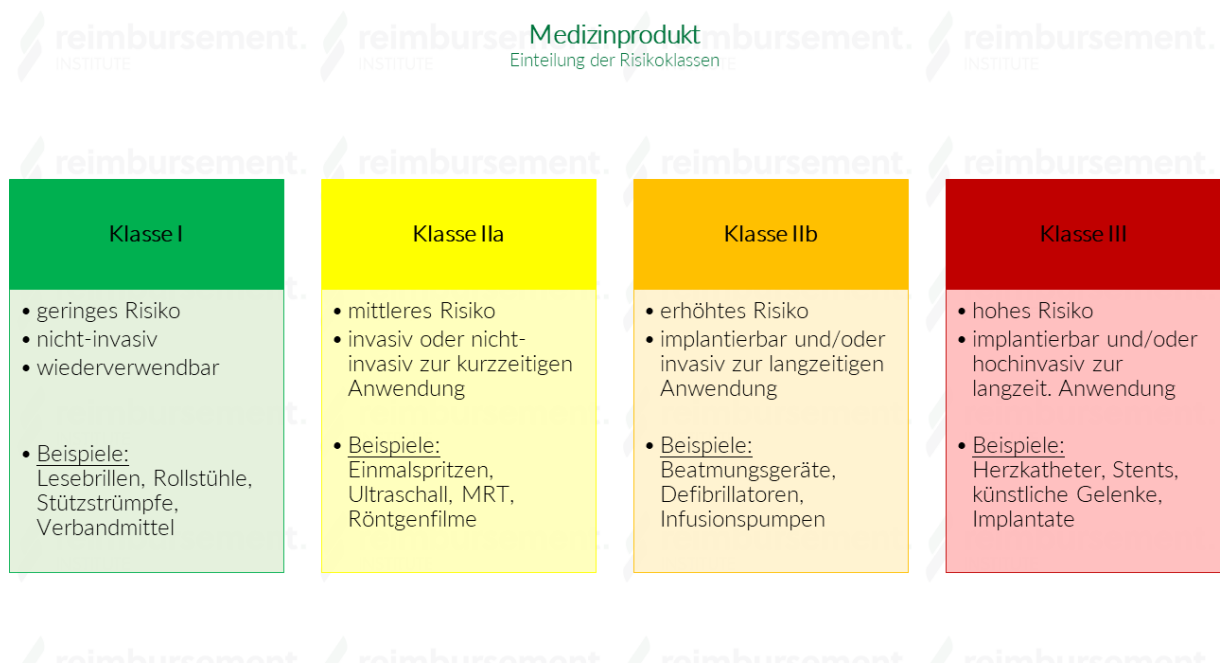 Medizinprodukt
Einteilung der Risikoklassen
reimbursement.
INSTITUTE
Klasse I
• geringes Risiko
• nicht-invasiv
• wiederverwendbar
• Beispiele:
Lesebrillen, Rollstühle,
Stützstrümpfe,
Verbandmittel
Klasse IIa
• mittleres Risiko
• invasiv oder nicht-
invasiv zur kurzzeitigen
Anwendung
• Beispiele:
Einmalspritzen,
Ultraschall, MRT,
Röntgenfilme
Klasse IIb
• erhöhtes Risiko
• implantierbar und/oder
invasiv zur langzeitigen
Anwendung
• Beispiele:
Beatmungsgeräte,
Defibrillatoren,
Infusionspumpen
Klasse III
• hohes Risiko
• implantierbar und/oder
hochinvasiv zur
langzeit. Anwendung
• Beispiele:
Herzkatheter, Stents,
künstliche Gelenke,
Implantate